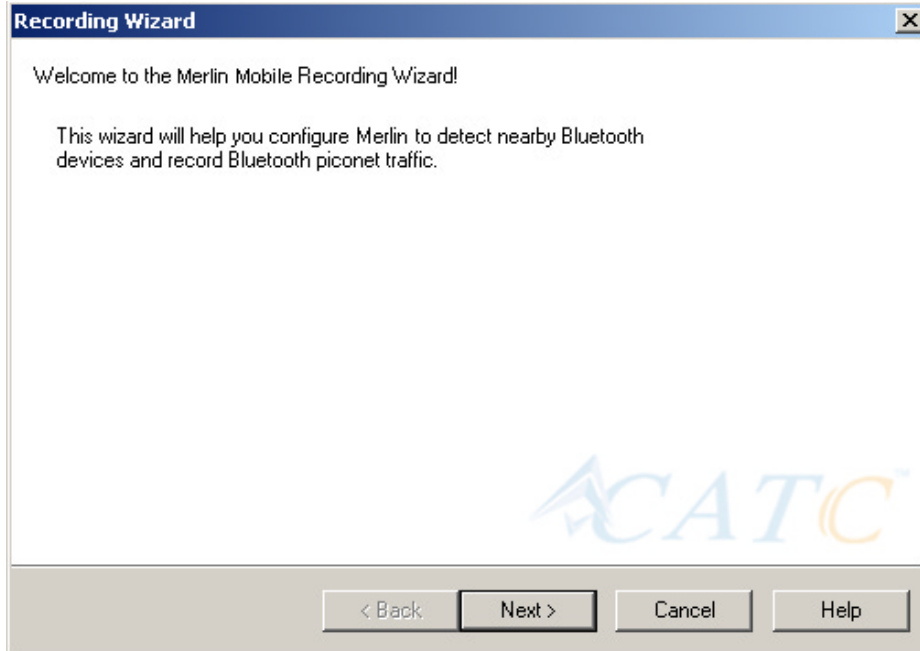 Recording Wizard
Welcome to the Merlin Mobile Recording Wizard!
This wizard will help you configure Merlin to detect nearby Bluetooth
devices and record Bluetooth piconet traffic.
CATC™
< Back Next > Cancel Help